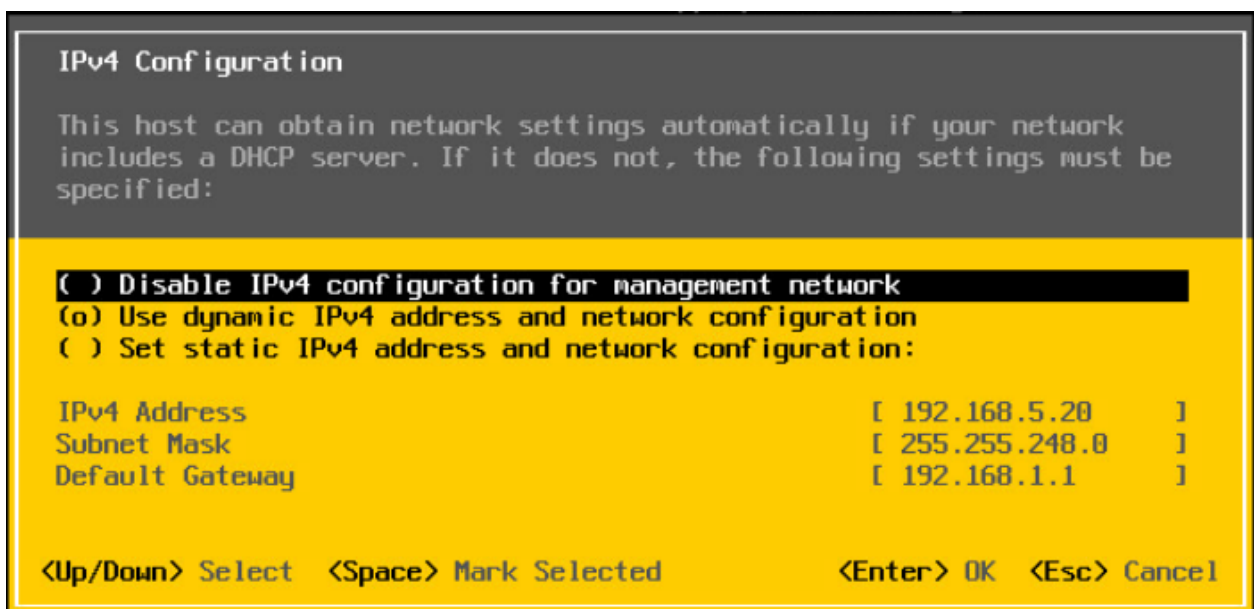 IPv4 Configuration
This host can obtain network settings automatically if your network
includes a DHCP server. If it does not, the following settings must be
specified:
( ) Disable IPv4 configuration for management network
(o) Use dynamic IPv4 address and network configuration
( ) Set static IPv4 address and network configuration:
IPv4 Address [ 192.168.5.20 ]
Subnet Mask [ 255.255.248.0 ]
Default Gateway [ 192.168.1.1 ]
<Up/Down> Select <Space> Mark Selected <Enter> OK <Esc> Cancel